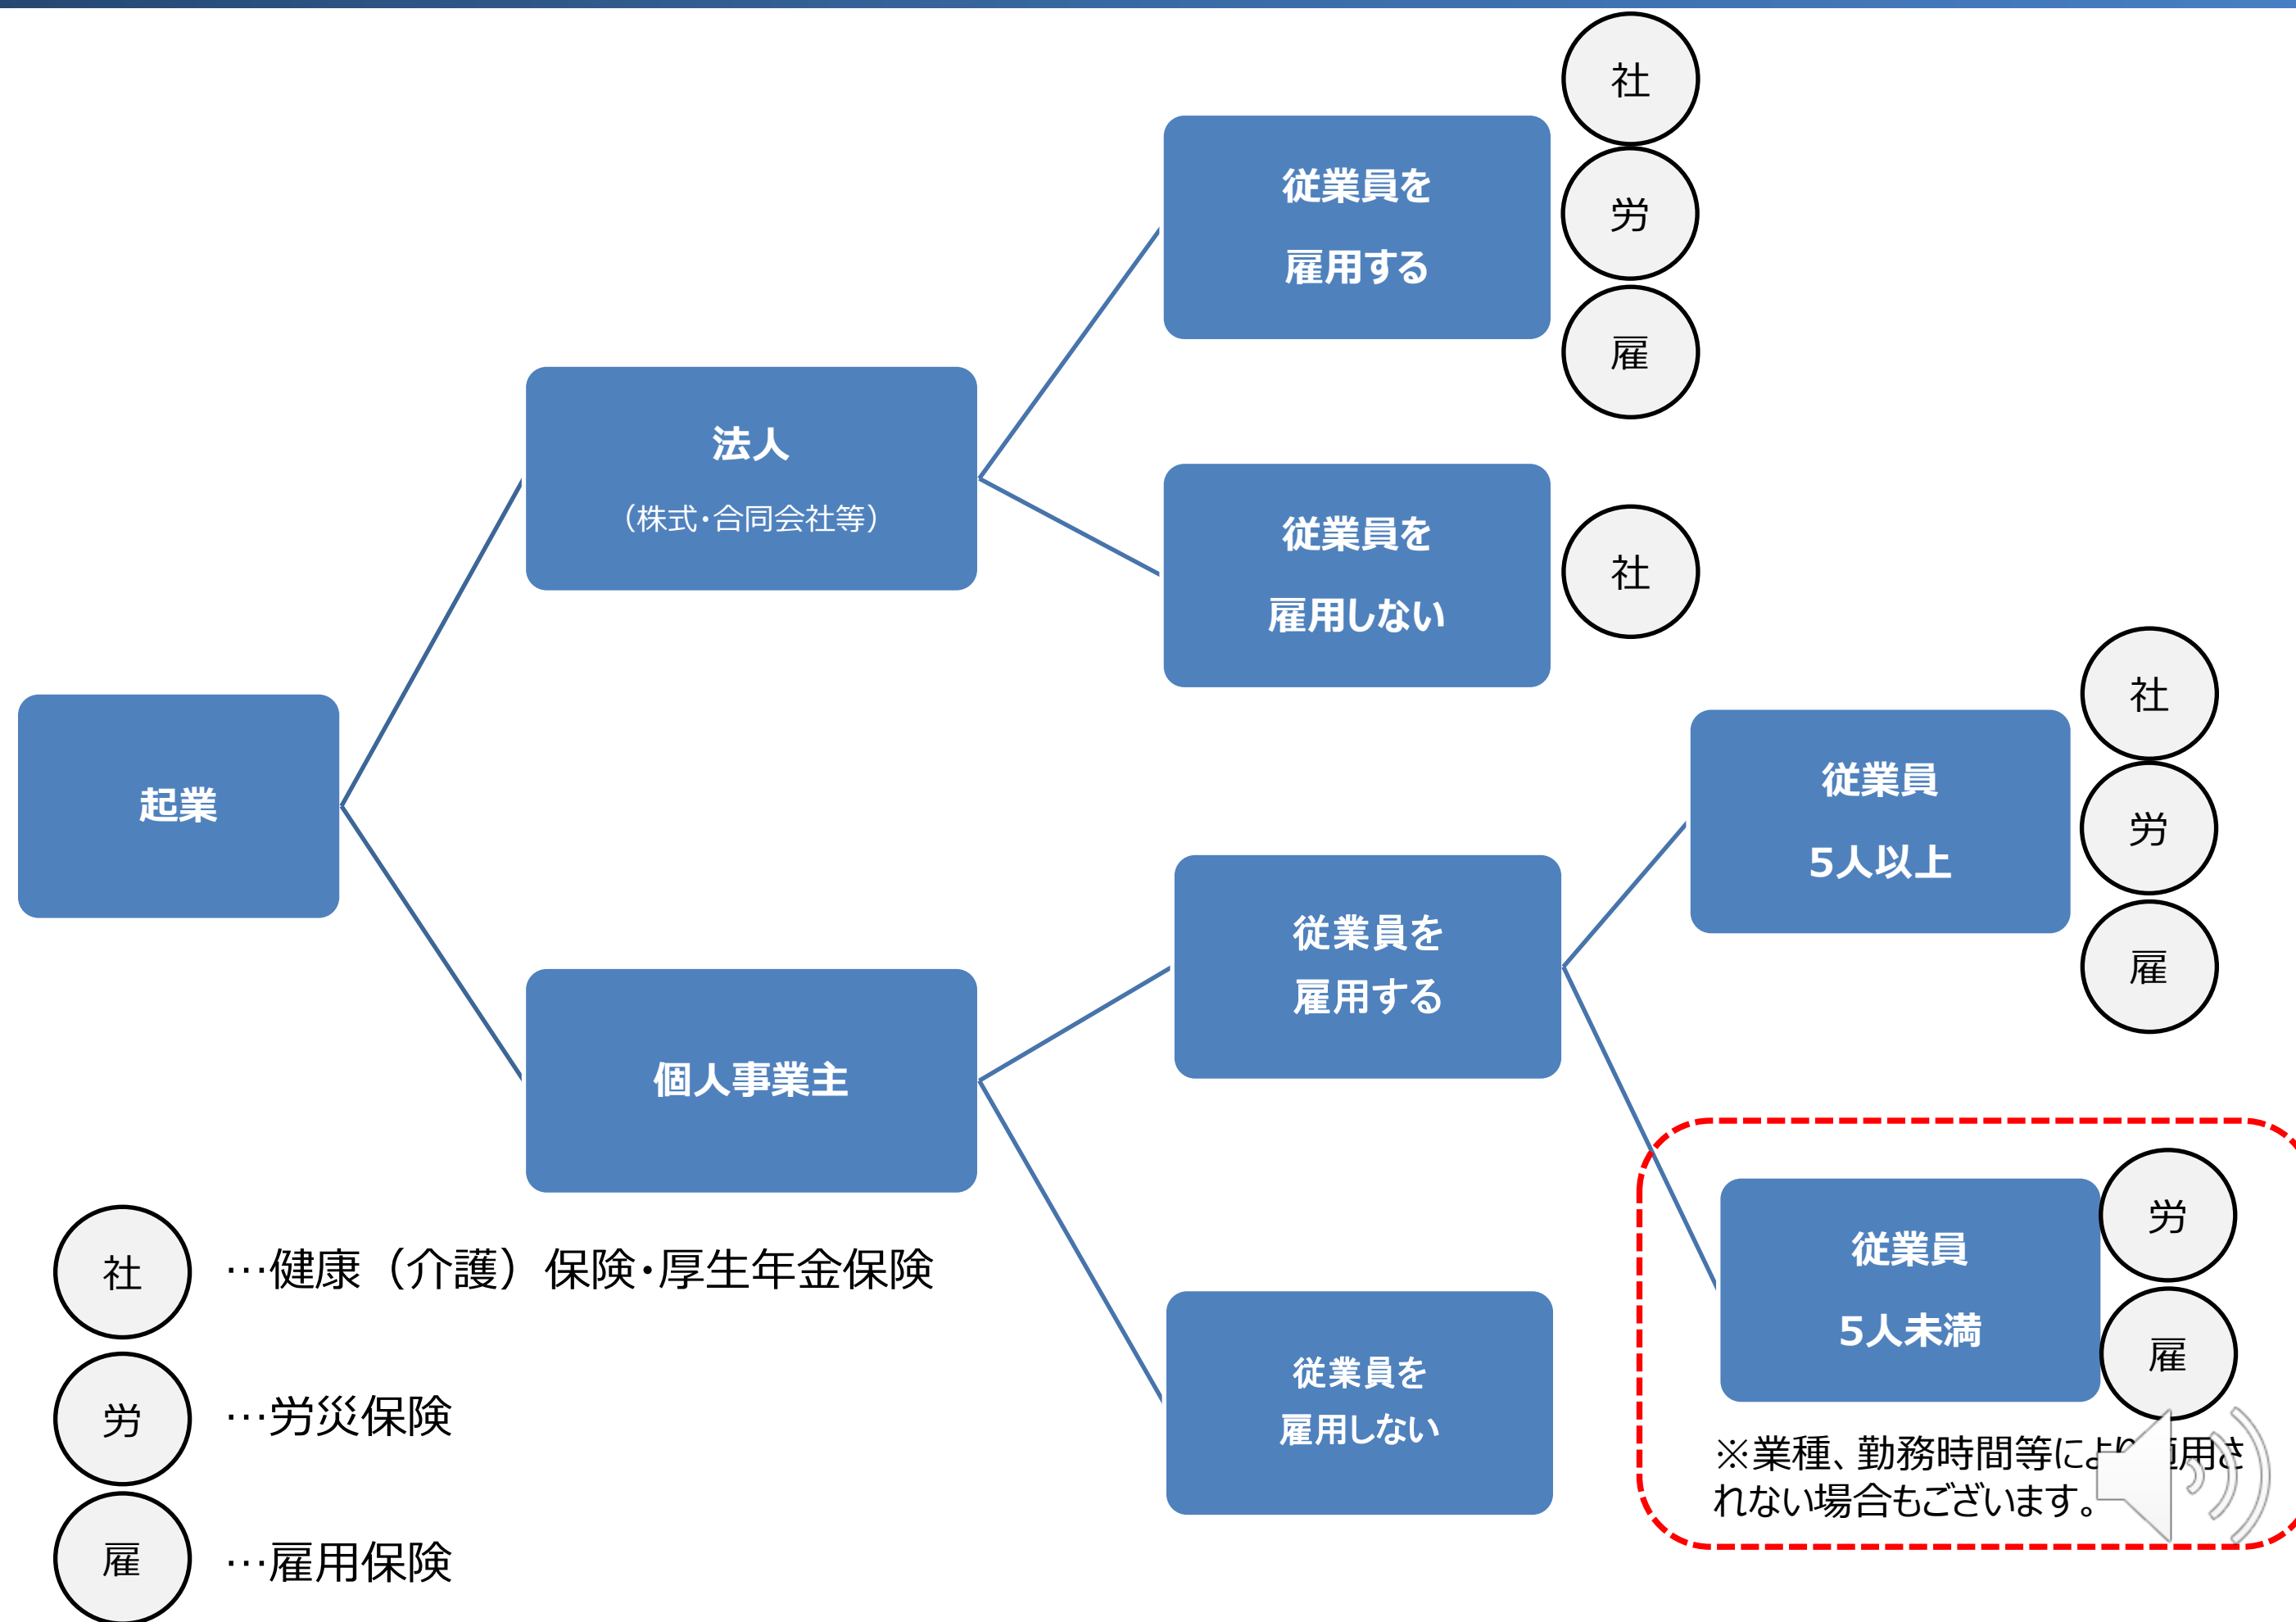 社
従業員を
雇用する
労
雇
法人
（株式・合同会社等）
従業員を
雇用しない
社
起業
従業員
5人以上
社
労
雇
従業員を
雇用する
個人事業主
従業員
5人未満
労
雇
※業種、勤務時間等により適用さ
れない場合もございます。
従業員を
雇用しない
社 …健康（介護）保険・厚生年金保険
労 …労災保険
雇 …雇用保険